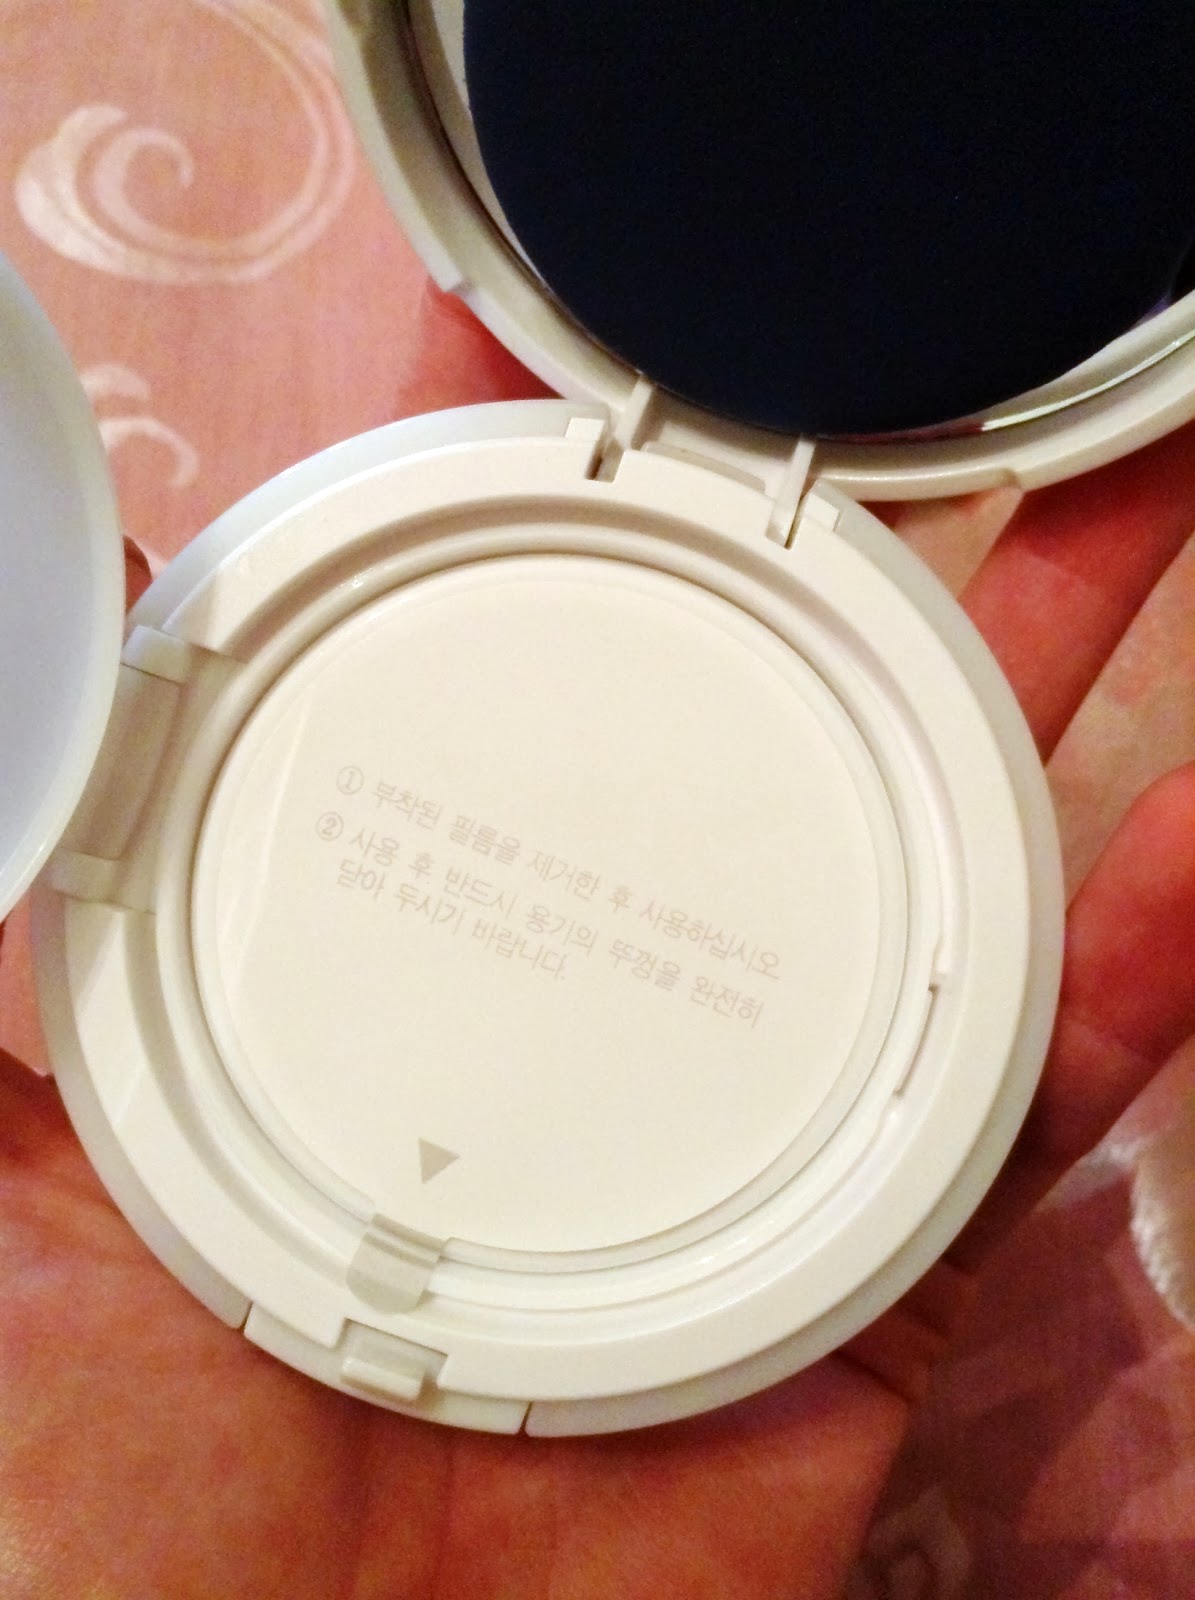 ① 부착된 필름을 제거한 후 사용하십시오
② 사용 후 반드시 용기의 뚜껑을 완전히
닫아 두시기 바랍니다.